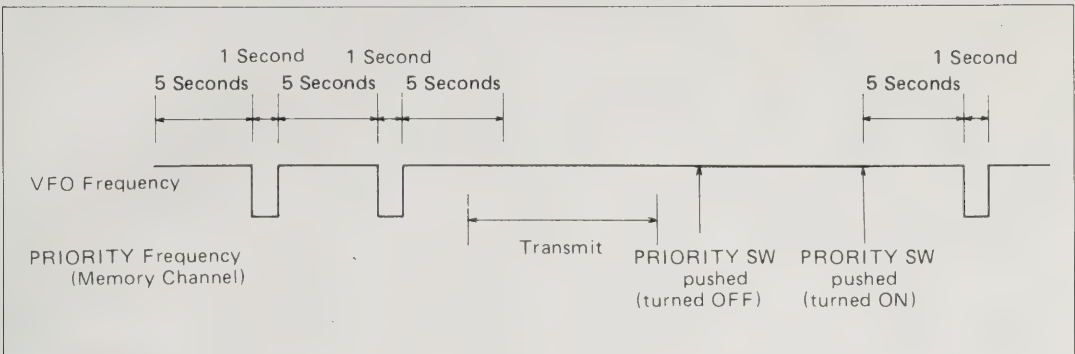 1 Second 1 Second 1 Second
5 Seconds 5 Seconds 5 Seconds 5 Seconds
VFO Frequency
PRIORITY Frequency
(Memory Channel)
Transmit
PRIORITY SW
pushed
(turned OFF)
PRORITY SW
pushed
(turned ON)